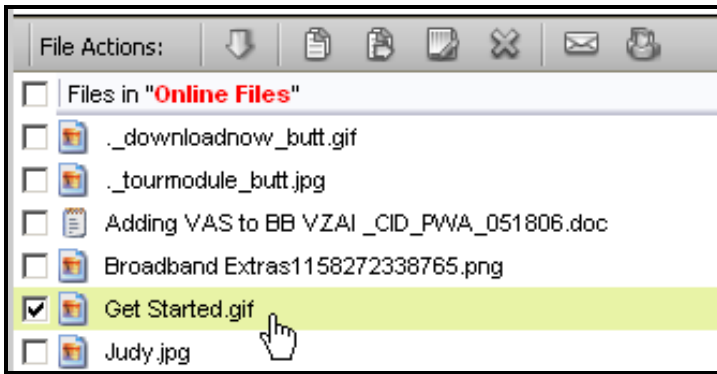 File Actions:
Files in "Online Files"
._downloadnow_butt.gif
._tourmodule_butt.jpg
Adding VAS to BB VZAI _CID_PWA_051806.doc
Broadband Extras1158272338765.png
Get Started.gif
Judy.jpg